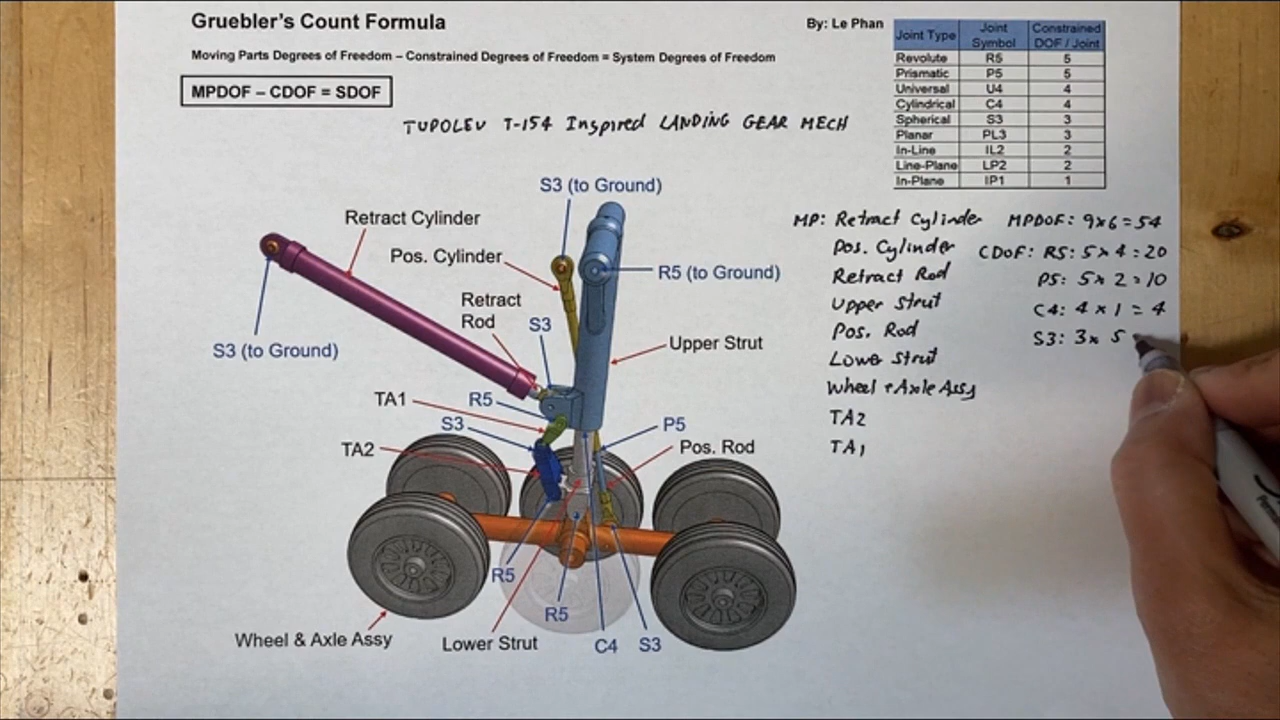 Gruebler's Count Formula
By: Le Phan
Moving Parts Degrees of Freedom – Constrained Degrees of Freedom = System Degrees of Freedom
MPDOF – CDOF = SDOF
Joint Type Joint Symbol Constrained DOF / Joint
Revolute R5 5
Prismatic P5 5
Universal U4 4
Cylindrical C4 4
Spherical S3 3
Planar PL3 3
In-Line IL2 2
Line-Plane LP2 2
In-Plane IP1 1
TUPOLEV T-154 Inspired LANDING GEAR MECH
S3 (to Ground)
Retract Cylinder
Pos. Cylinder
R5 (to Ground)
Retract
Rod
S3
S3 (to Ground)
Upper Strut
TA1
R5
S3
P5
TA2
Pos. Rod
R5
R5
Wheel & Axle Assy
Lower Strut
C4
S3
MP: Retract Cylinder
Pos. Cylinder
Retract Rod
Upper Strut
Pos. Rod
Lower Strut
Wheel + Axle Assy
TA2
TA1
MPDOF: 9x6=54
CDOF: R5: 5x4=20
P5: 5x2=10
C4: 4x1=4
S3: 3x5